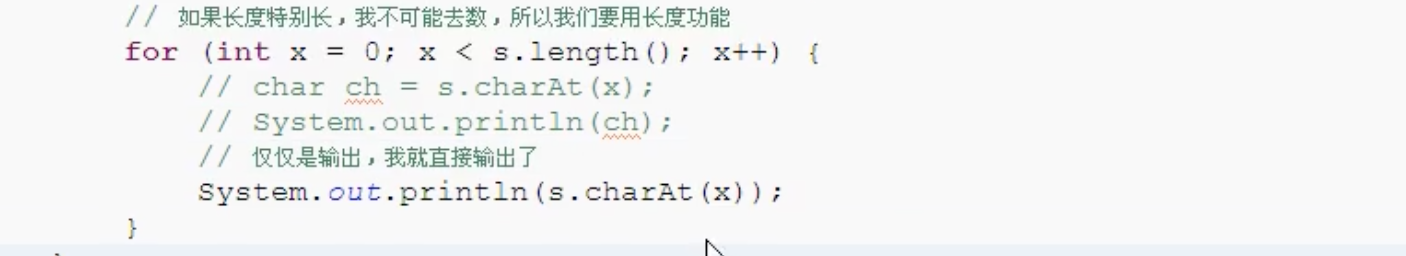 // 如果长度特别长，我不可能去数，所以我们要用长度功能
for (int x = 0; x < s.length(); x++) {
// char ch = s.charAt(x);
// System.out.println(ch);
// 仅仅是输出，我就直接输出了
System.out.println(s.charAt(x));
}